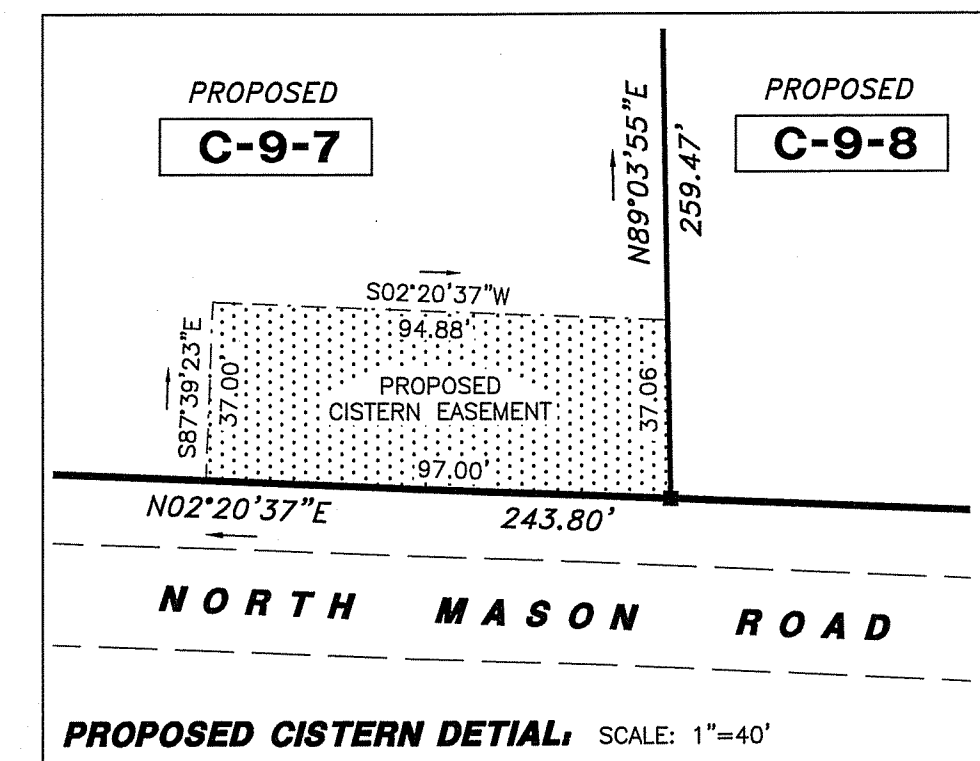 PROPOSED
C-9-7
PROPOSED
C-9-8
N89°03'55"E
259.47'
S02°20'37"W
94.88'
S87°39'23"E
37.00'
PROPOSED
CISTERN EASEMENT
37.06'
97.00'
N02°20'37"E
243.80'
NORTH MASON ROAD
PROPOSED CISTERN DETIAL: SCALE: 1"=40'